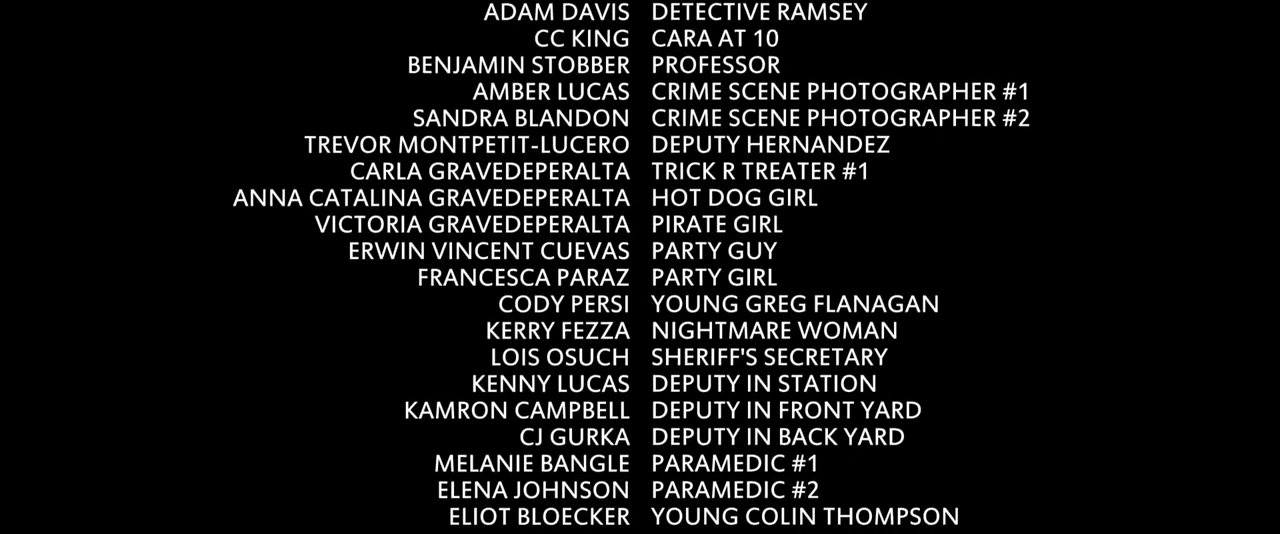 ADAM DAVIS DETECTIVE RAMSEY
CC KING CARA AT 10
BENJAMIN STOBBER PROFESSOR
AMBER LUCAS CRIME SCENE PHOTOGRAPHER #1
SANDRA BLANDON CRIME SCENE PHOTOGRAPHER #2
TREVOR MONTPETIT-LUCERO DEPUTY HERNANDEZ
CARLA GRAVEDEPERALTA TRICK R TREATER #1
ANNA CATALINA GRAVEDEPERALTA HOT DOG GIRL
VICTORIA GRAVEDEPERALTA PIRATE GIRL
ERWIN VINCENT CUEVAS PARTY GUY
FRANCESCA PARAZ PARTY GIRL
CODY PERSI YOUNG GREG FLANAGAN
KERRY FEZZA NIGHTMARE WOMAN
LOIS OSUCH SHERIFF'S SECRETARY
KENNY LUCAS DEPUTY IN STATION
KAMRON CAMPBELL DEPUTY IN FRONT YARD
CJ GURKA DEPUTY IN BACK YARD
MELANIE BANGLE PARAMEDIC #1
ELENA JOHNSON PARAMEDIC #2
ELIOT BLOECKER YOUNG COLIN THOMPSON